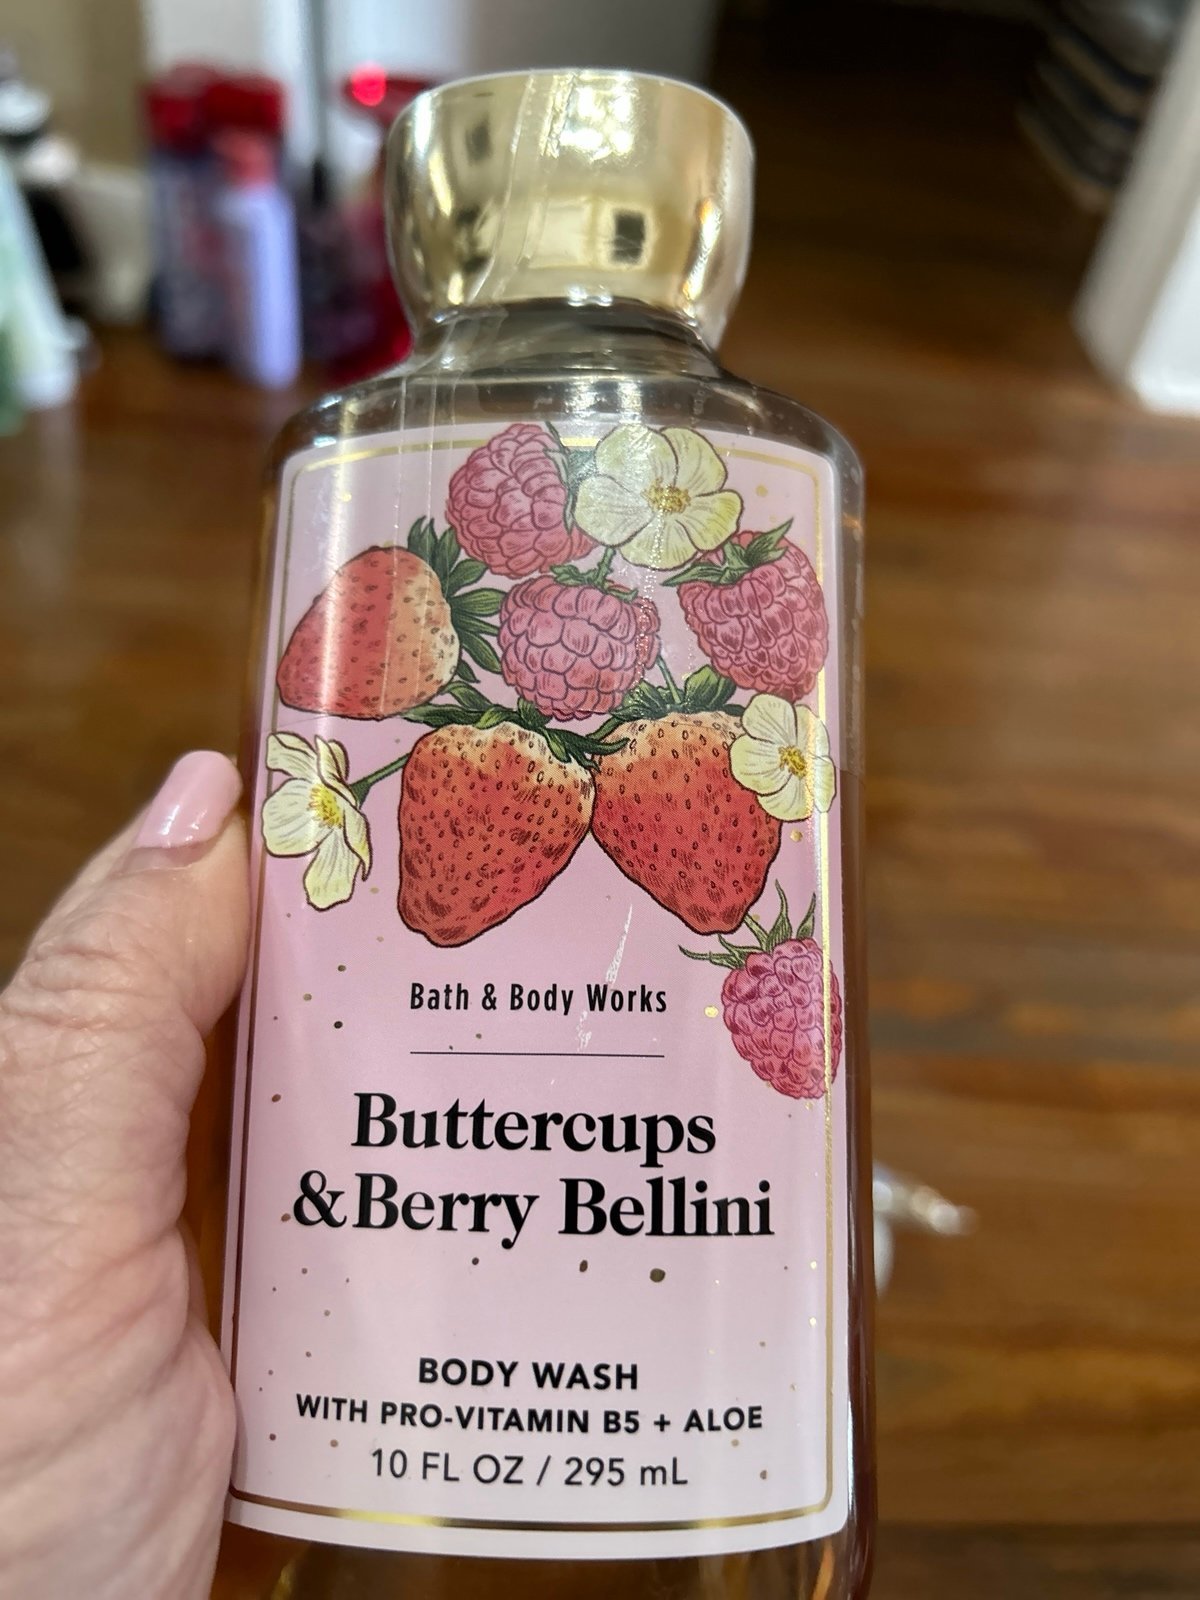 Bath & Body Works
Buttercups
& Berry Bellini
BODY WASH
WITH PRO-VITAMIN B5 + ALOE
10 FL OZ / 295 mL